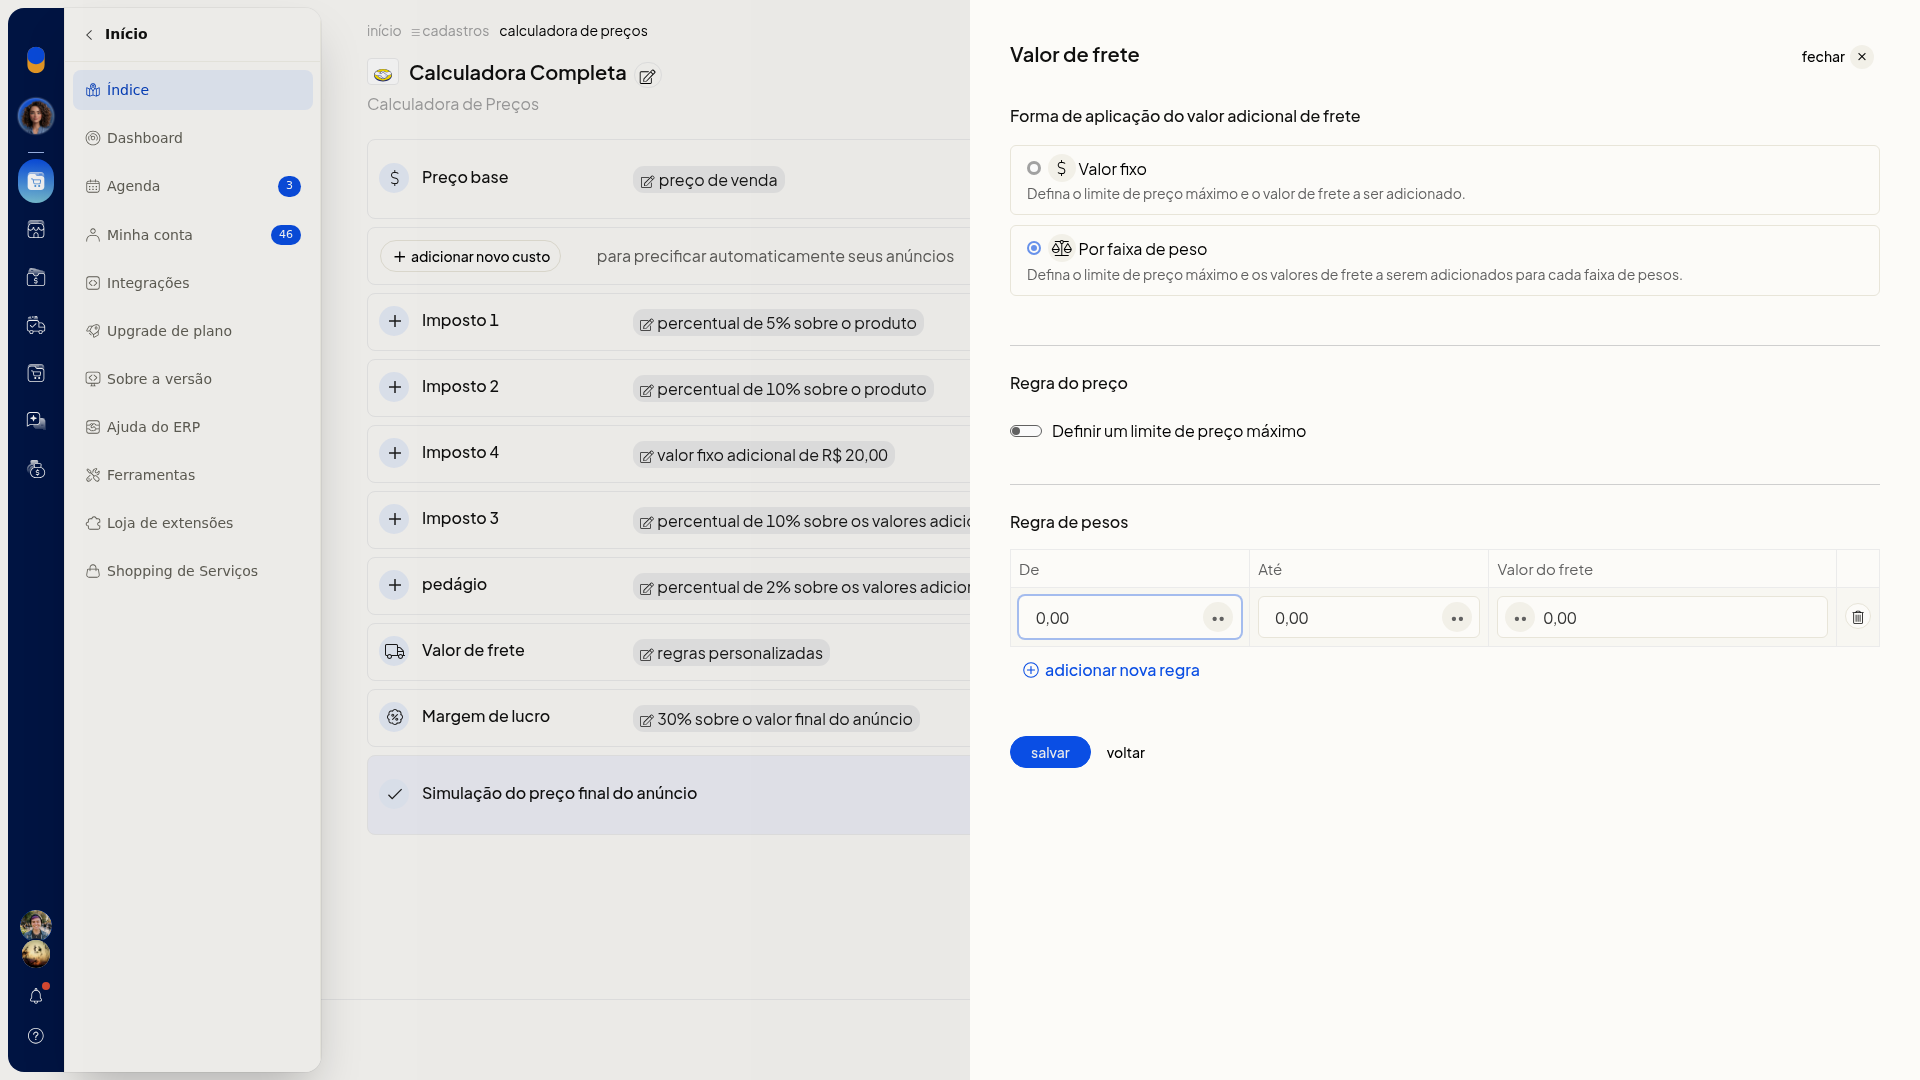 Início
Índice
Dashboard
Agenda 3
Minha conta 46
Integrações
Upgrade de plano
Sobre a versão
Ajuda do ERP
Ferramentas
Loja de extensões
Shopping de Serviços
início cadastros calculadora de preços
Calculadora Completa
Calculadora de Preços
Preço base preço de venda
+ adicionar novo custo para precificar automaticamente seus anúncios
Imposto 1 percentual de 5% sobre o produto
Imposto 2 percentual de 10% sobre o produto
Imposto 4 valor fixo adicional de R$ 20,00
Imposto 3 percentual de 10% sobre os valores adici
pedágio percentual de 2% sobre os valores adicion
Valor de frete regras personalizadas
Margem de lucro 30% sobre o valor final do anúncio
Simulação do preço final do anúncio
Valor de frete
fechar ×
Forma de aplicação do valor adicional de frete
$ Valor fixo
Defina o limite de preço máximo e o valor de frete a ser adicionado.
Por faixa de peso
Defina o limite de preço máximo e os valores de frete a serem adicionados para cada faixa de pesos.
Regra do preço
Definir um limite de preço máximo
Regra de pesos
De Até Valor do frete
0,00 0,00 0,00
adicionar nova regra
salvar voltar